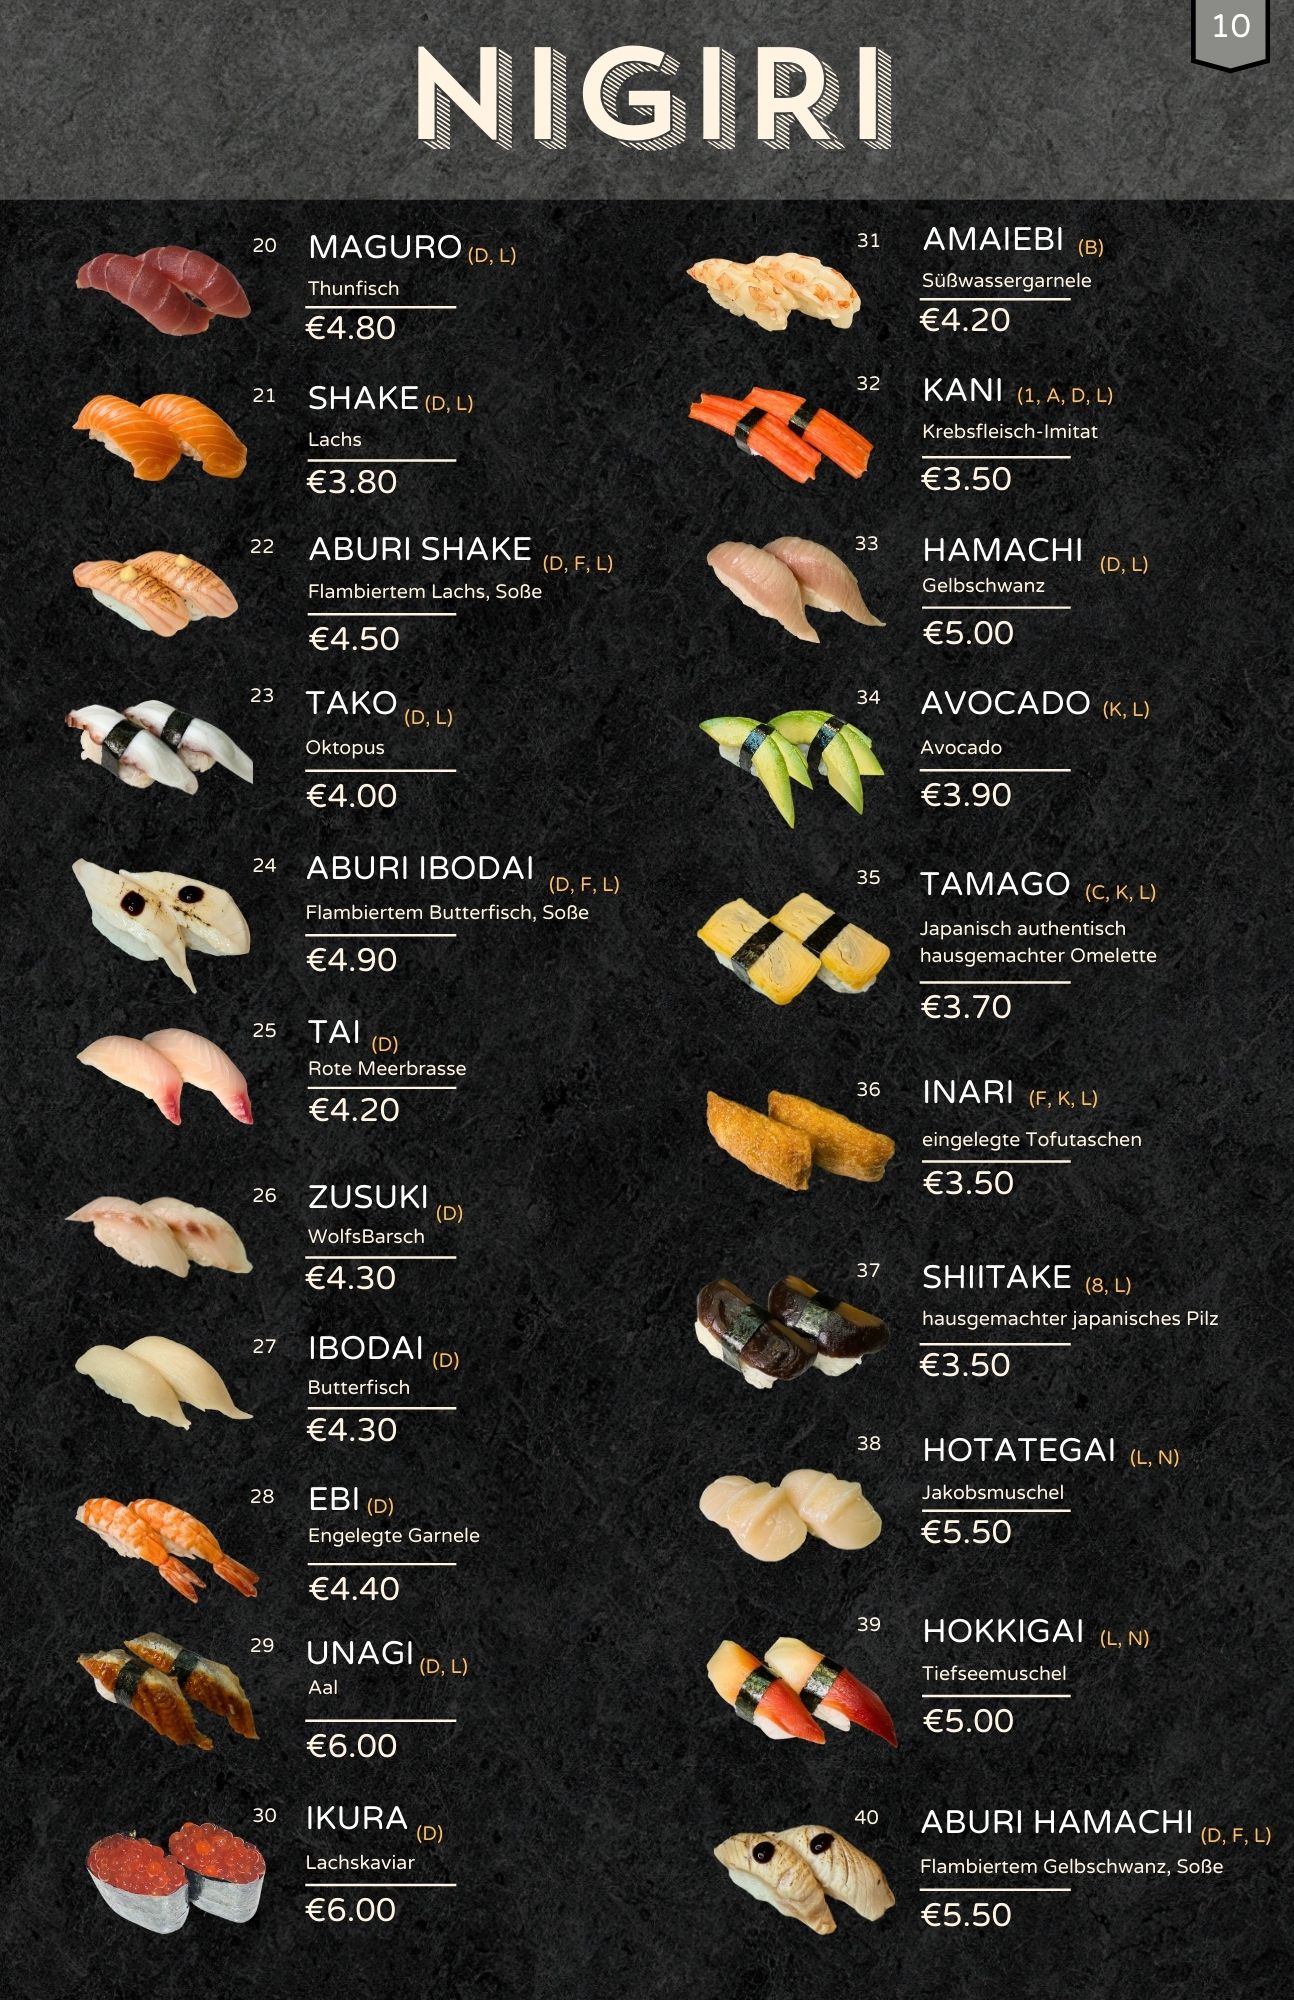 10
NIGIRI
20
MAGURO (D, L)
Thunfisch
€4.80
21
SHAKE (D, L)
Lachs
€3.80
22
ABURI SHAKE (D, F, L)
Flambiertem Lachs, Soße
€4.50
23
TAKO (D, L)
Oktopus
€4.00
24
ABURI IBODAI (D, F, L)
Flambiertem Butterfisch, Soße
€4.90
25
TAI (D)
Rote Meerbrasse
€4.20
26
ZUSUKI (D)
WolfsBarsch
€4.30
27
IBODAI (D)
Butterfisch
€4.30
28
EBI (D)
Engelegte Garnele
€4.40
29
UNAGI (D, L)
Aal
€6.00
30
IKURA (D)
Lachskaviar
€6.00
31
AMAIEBI (B)
Süßwassergarnele
€4.20
32
KANI (1, A, D, L)
Krebsfleisch-Imitat
€3.50
33
HAMACHI (D, L)
Gelbschwanz
€5.00
34
AVOCADO (K, L)
Avocado
€3.90
35
TAMAGO (C, K, L)
Japanisch authentisch
hausgemachter Omelette
€3.70
36
INARI (F, K, L)
eingelegte Tofutaschen
€3.50
37
SHIITAKE (8, L)
hausgemachter japanisches Pilz
€3.50
38
HOTATEGAI (L, N)
Jakobsmuschel
€5.50
39
HOKKIGAI (L, N)
Tiefseemuschel
€5.00
40
ABURI HAMACHI (D, F, L)
Flambiertem Gelbschwanz, Soße
€5.50